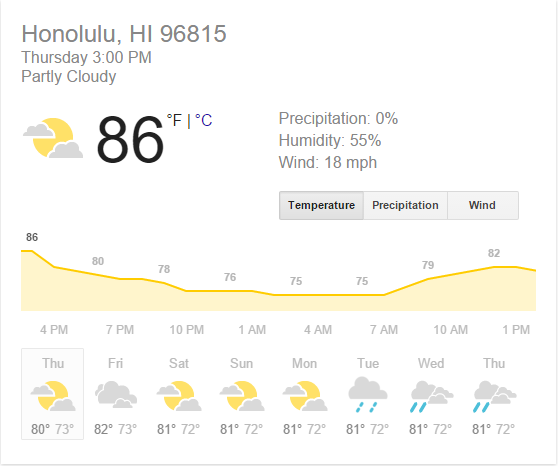 Honolulu, HI 96815
Thursday 3:00 PM
Partly Cloudy
86 °F | °C
Precipitation: 0%
Humidity: 55%
Wind: 18 mph
Temperature Precipitation Wind
86 80 78 76 75 75 79 82
4 PM 7 PM 10 PM 1 AM 4 AM 7 AM 10 AM 1 PM
Thu Fri Sat Sun Mon Tue Wed Thu
80° 73° 82° 73° 81° 72° 81° 72° 81° 72° 81° 72° 81° 72° 81° 72°